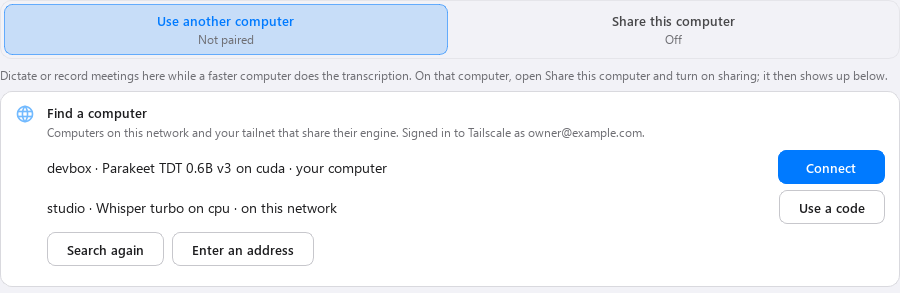 Use another computer
Not paired
Share this computer
Off
Dictate or record meetings here while a faster computer does the transcription. On that computer, open Share this computer and turn on sharing; it then shows up below.
Find a computer
Computers on this network and your tailnet that share their engine. Signed in to Tailscale as owner@example.com.
devbox · Parakeet TDT 0.6B v3 on cuda · your computer
Connect
studio · Whisper turbo on cpu · on this network
Use a code
Search again
Enter an address